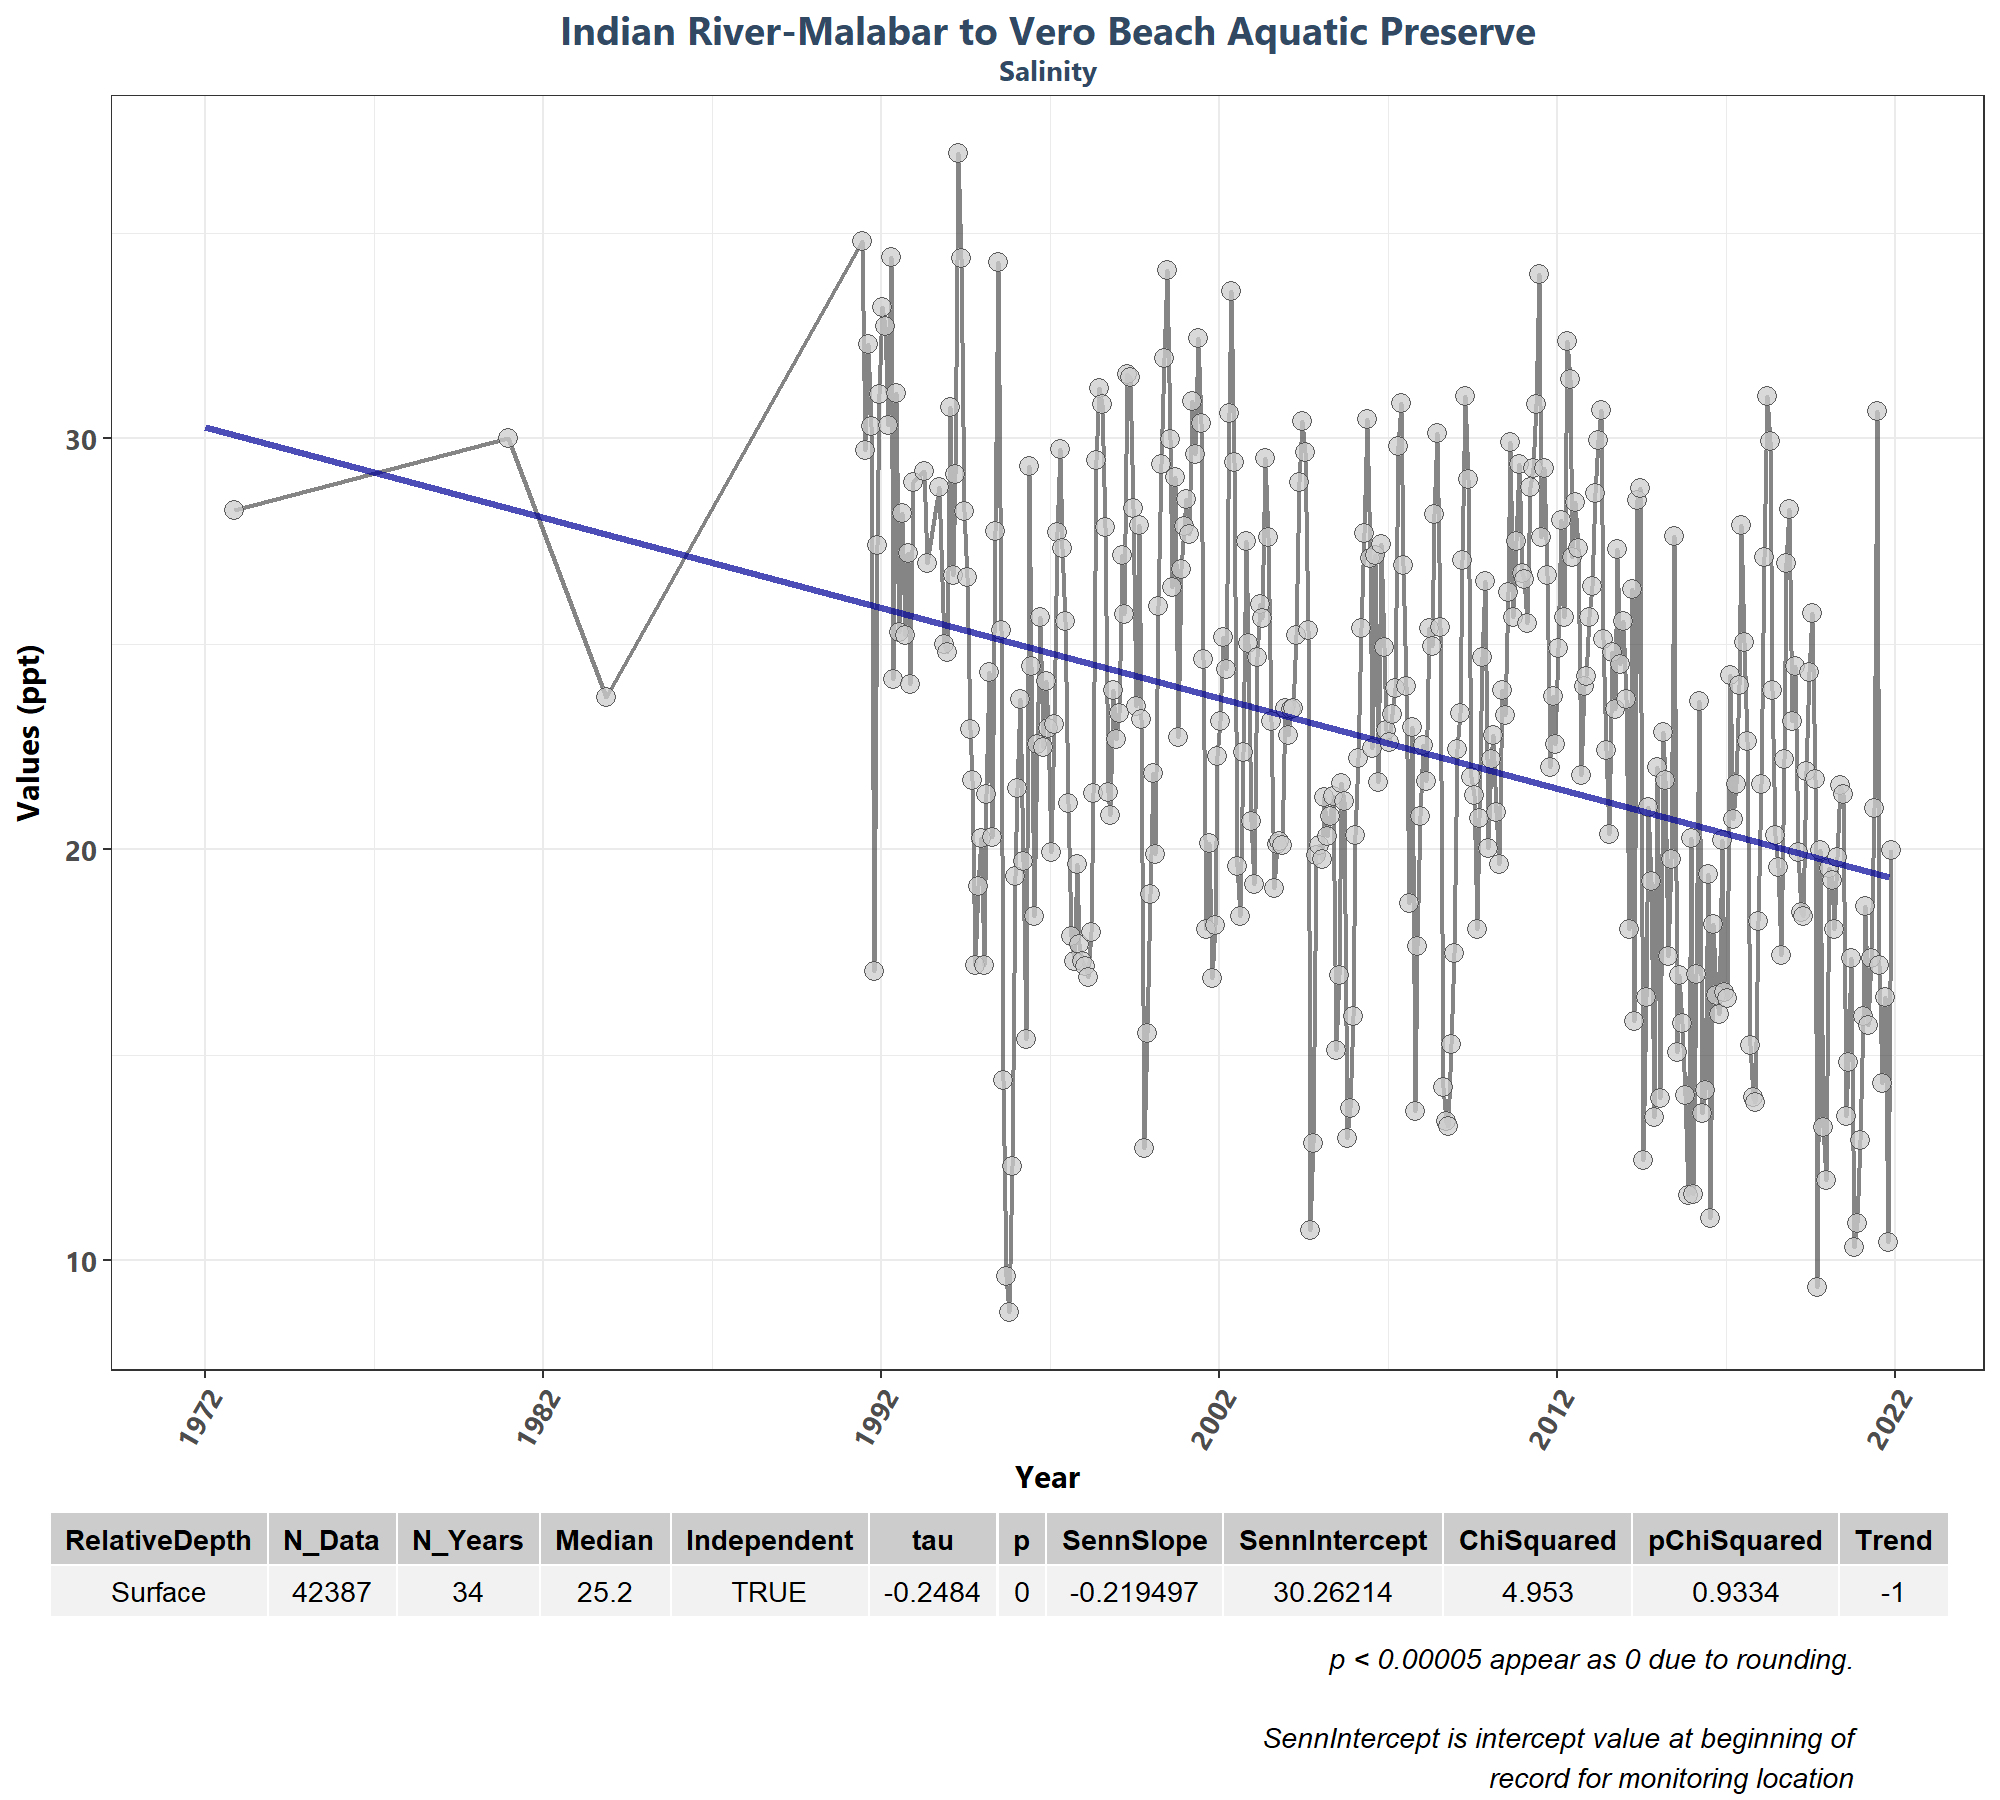 Indian River-Malabar to Vero Beach Aquatic Preserve
Salinity
Values (ppt)
30
20
10
1972 1982 1992 2002 2012 2022
Year
RelativeDepth N_Data N_Years Median Independent tau p SennSlope SennIntercept ChiSquared pChiSquared Trend
Surface 42387 34 25.2 TRUE -0.2484 0 -0.219497 30.26214 4.953 0.9334 -1
p < 0.00005 appear as 0 due to rounding.
SennIntercept is intercept value at beginning of
record for monitoring location